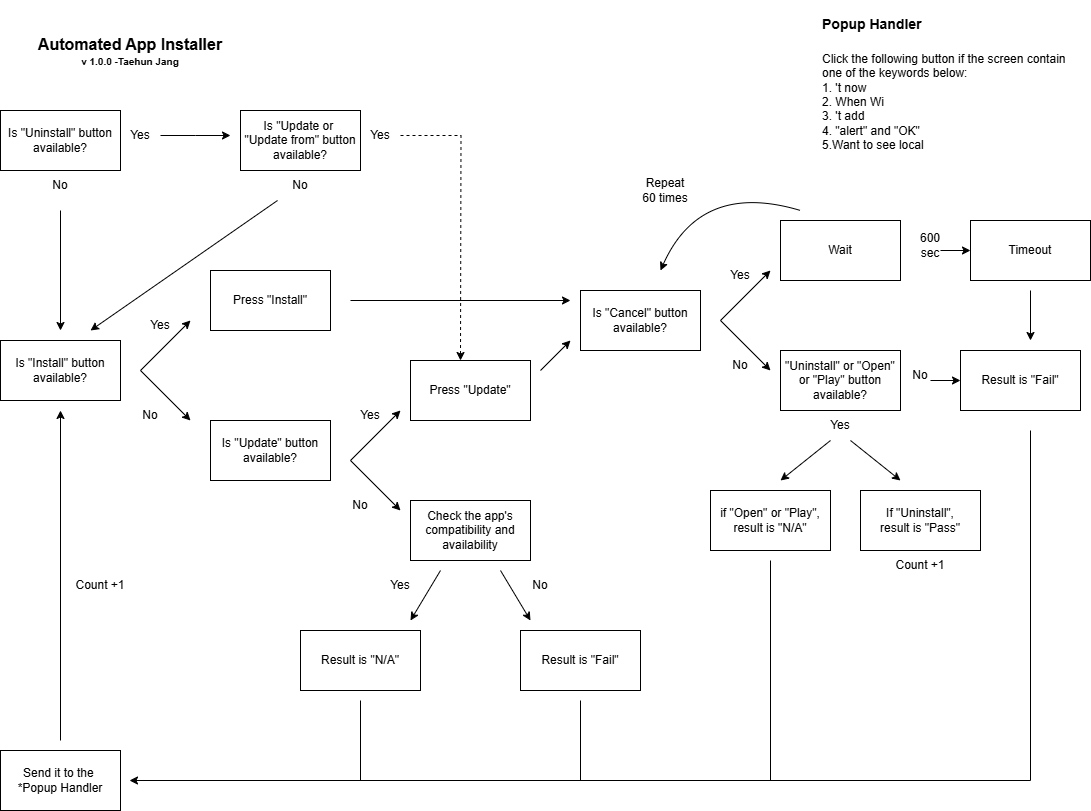 Popup Handler
Automated App Installer
v 1.0.0 -Taehun Jang
Click the following button if the screen contain
one of the keywords below:
1. 't now
2. When Wi
3. 't add
4. "alert" and "OK"
5.Want to see local
Is "Uninstall" button
available?
Yes
Is "Update or
"Update from" button
available?
Yes
No
No
Repeat
60 times
Wait
600
sec
Timeout
Yes
Press "Install"
Is "Cancel" button
available?
Yes
Is "Install" button
available?
No
"Uninstall" or "Open"
or "Play" button
available?
No
Result is "Fail"
Press "Update"
No
Yes
Yes
Is "Update" button
available?
No
Check the app's
compatibility and
availability
if "Open" or "Play",
result is "N/A"
If "Uninstall",
result is "Pass"
Count +1
Count +1
Yes
No
Result is "N/A"
Result is "Fail"
Send it to the
*Popup Handler